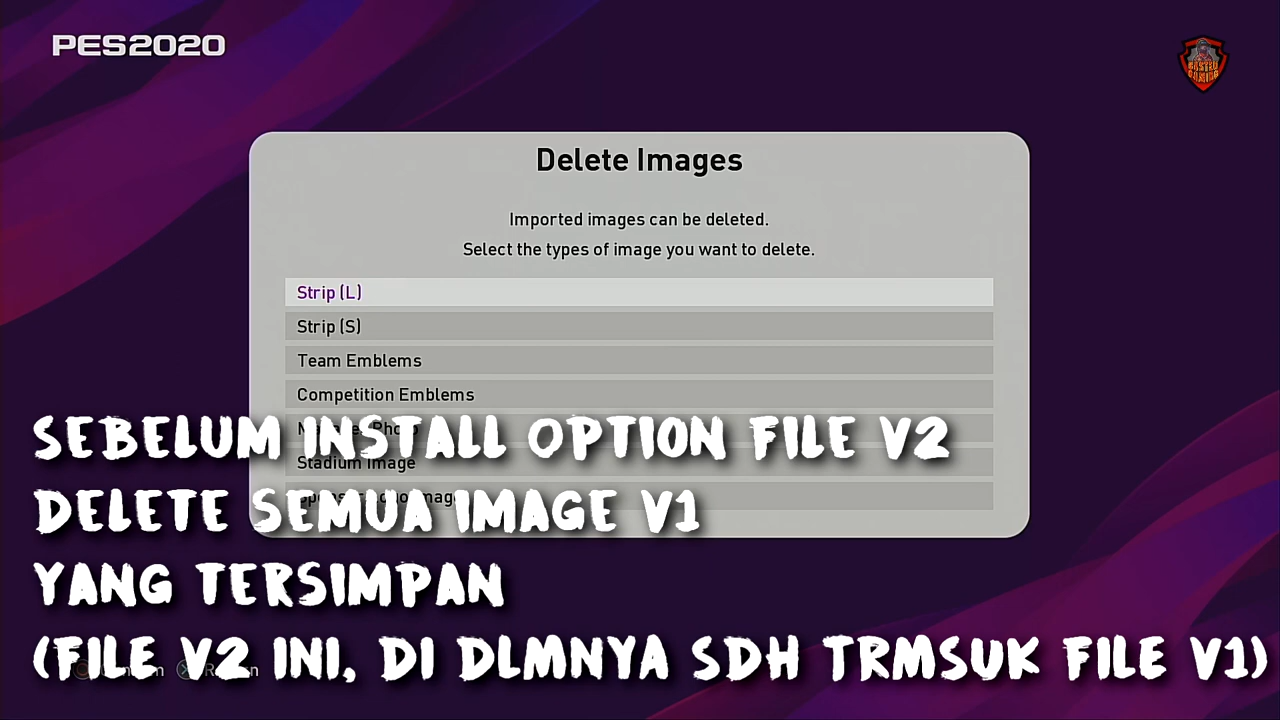 PES2020
Delete Images
Imported images can be deleted.
Select the types of image you want to delete.
Strip (L)
Strip (S)
Team Emblems
Competition Emblems
Stadium Image
SEBELUM INSTALL OPTION FILE V2
DELETE SEMUA IMAGE V1
YANG TERSIMPAN
(FILE V2 INI, DI DLMNYA SDH TRMSUK FILE V1)